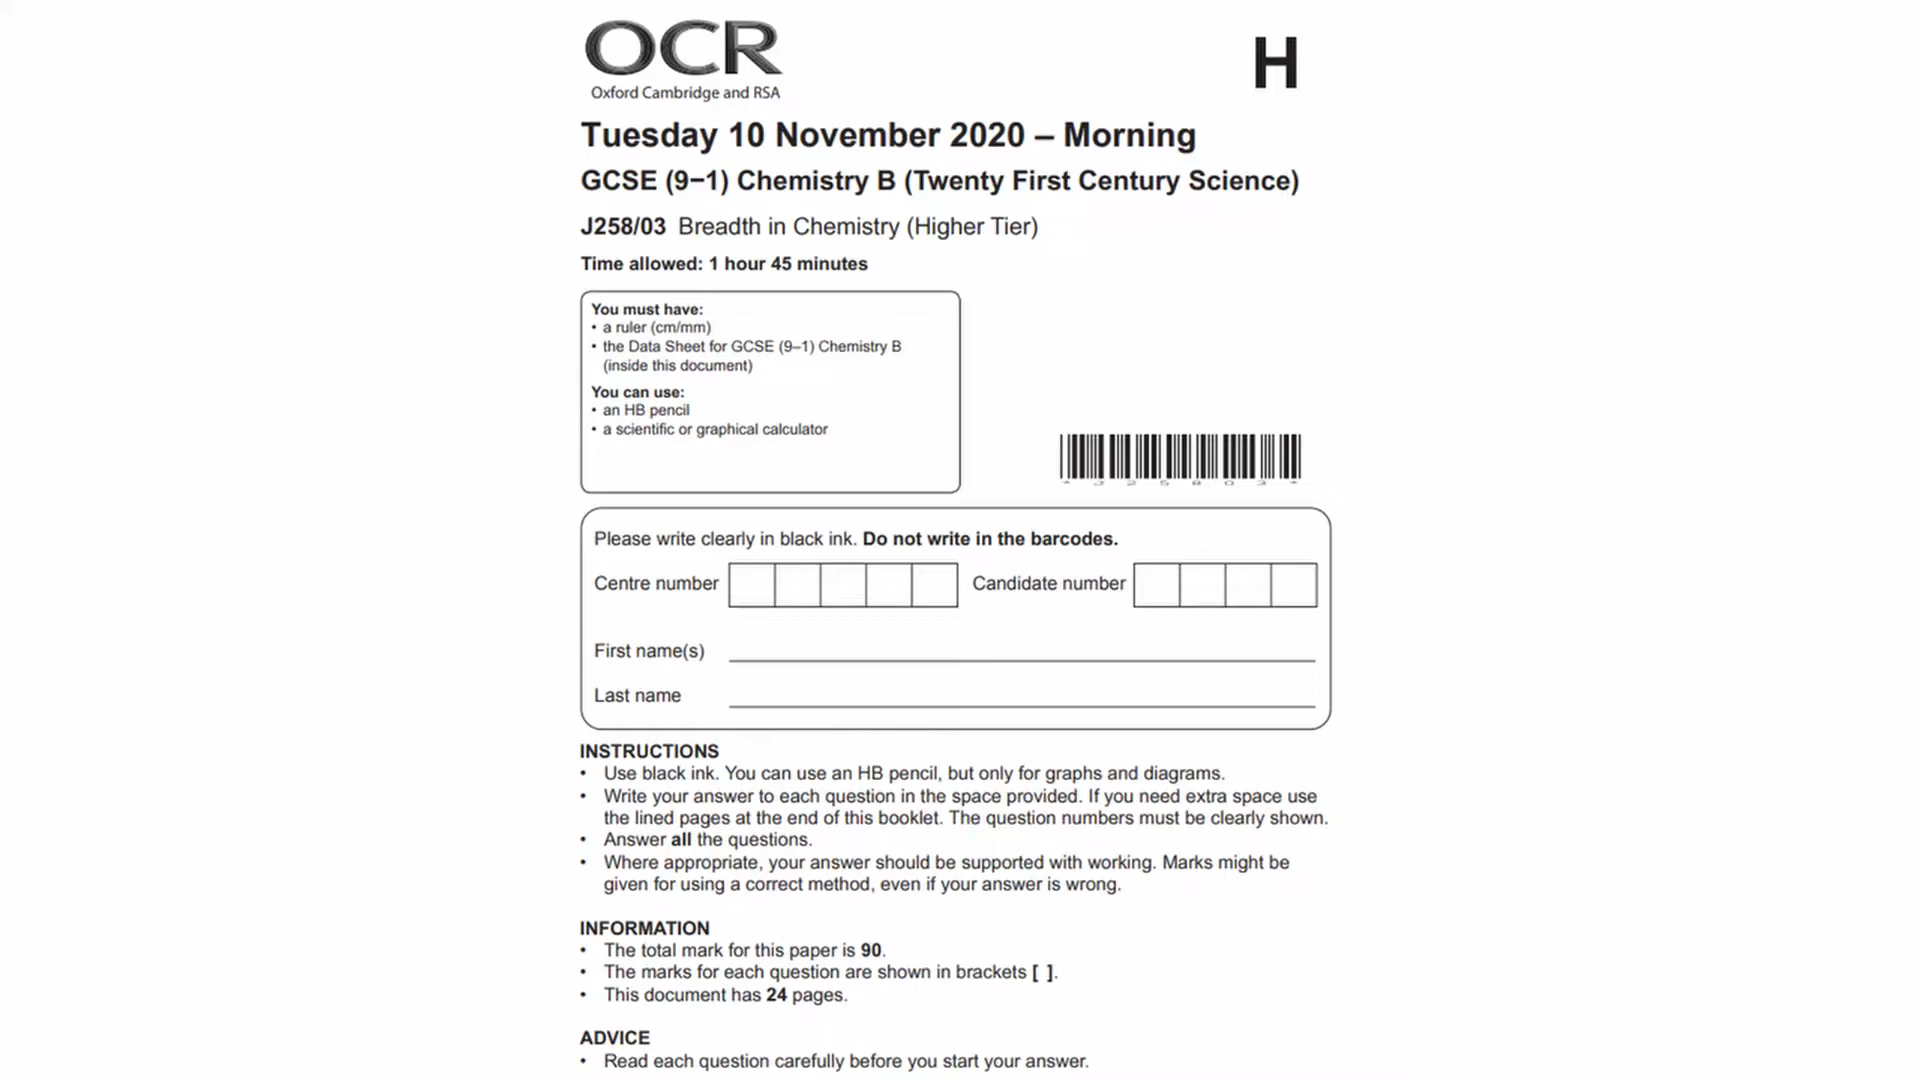 OCR
Oxford Cambridge and RSA
H
Tuesday 10 November 2020 – Morning
GCSE (9–1) Chemistry B (Twenty First Century Science)
J258/03 Breadth in Chemistry (Higher Tier)
Time allowed: 1 hour 45 minutes
You must have:
• a ruler (cm/mm)
• the Data Sheet for GCSE (9–1) Chemistry B
(inside this document)
You can use:
• an HB pencil
• a scientific or graphical calculator
* J 2 5 8 0 3 *
Please write clearly in black ink. Do not write in the barcodes.
Centre number
Candidate number
First name(s)
Last name
INSTRUCTIONS
• Use black ink. You can use an HB pencil, but only for graphs and diagrams.
• Write your answer to each question in the space provided. If you need extra space use
the lined pages at the end of this booklet. The question numbers must be clearly shown.
• Answer all the questions.
• Where appropriate, your answer should be supported with working. Marks might be
given for using a correct method, even if your answer is wrong.
INFORMATION
• The total mark for this paper is 90.
• The marks for each question are shown in brackets [ ].
• This document has 24 pages.
ADVICE
• Read each question carefully before you start your answer.